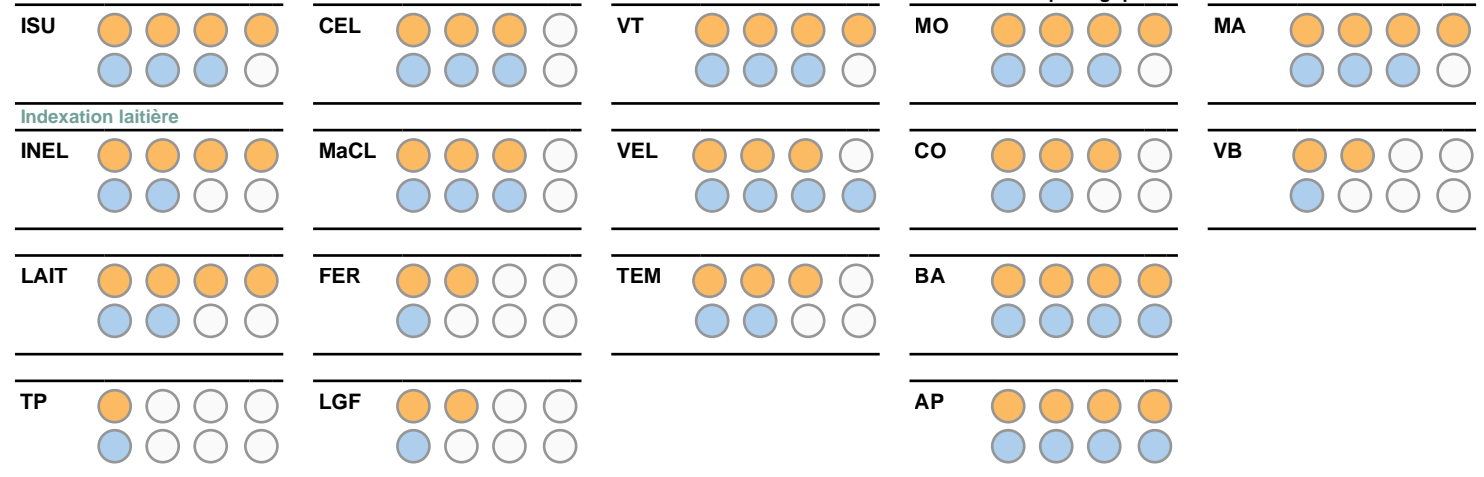 ISU CEL VT MO MA
Indexation laitière
INEL MaCL VEL CO VB
LAIT FER TEM BA
TP LGF AP